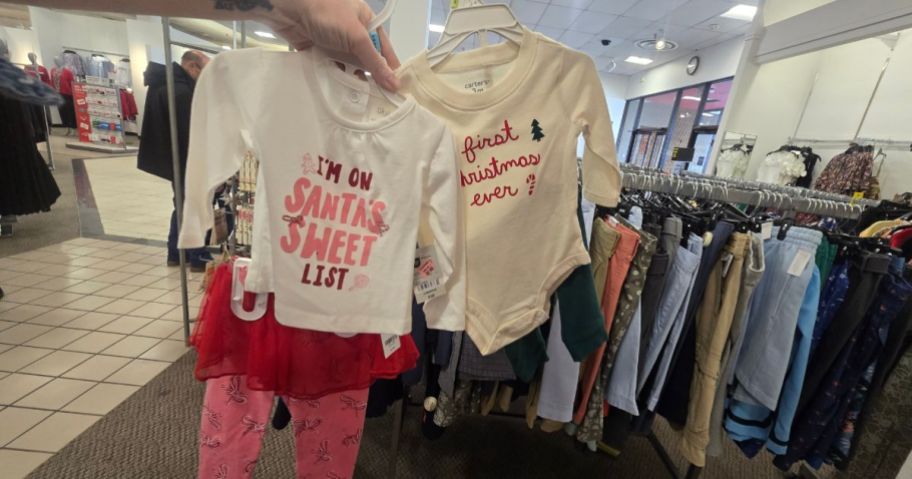 I'M ON
SANTA'S
SWEET
LIST
carter's
first
christmas
ever